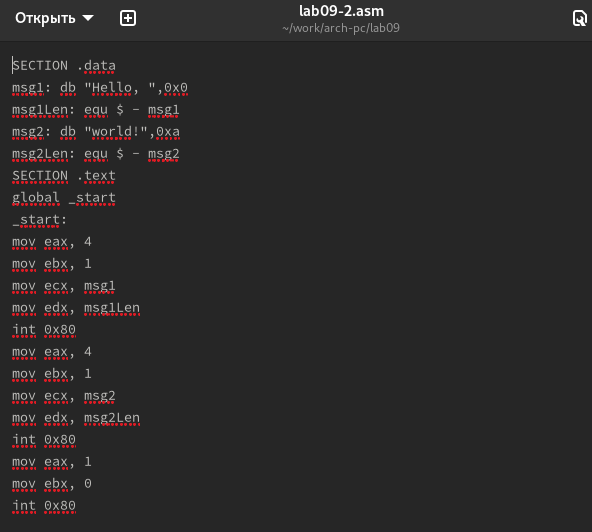 Открыть
lab09-2.asm
~/work/arch-pc/lab09
SECTION .data
msg1: db "Hello, ",0x0
msg1Len: equ $ - msg1
msg2: db "world!",0xa
msg2Len: equ $ - msg2
SECTION .text
global _start
_start:
mov eax, 4
mov ebx, 1
mov ecx, msg1
mov edx, msg1Len
int 0x80
mov eax, 4
mov ebx, 1
mov ecx, msg2
mov edx, msg2Len
int 0x80
mov eax, 1
mov ebx, 0
int 0x80